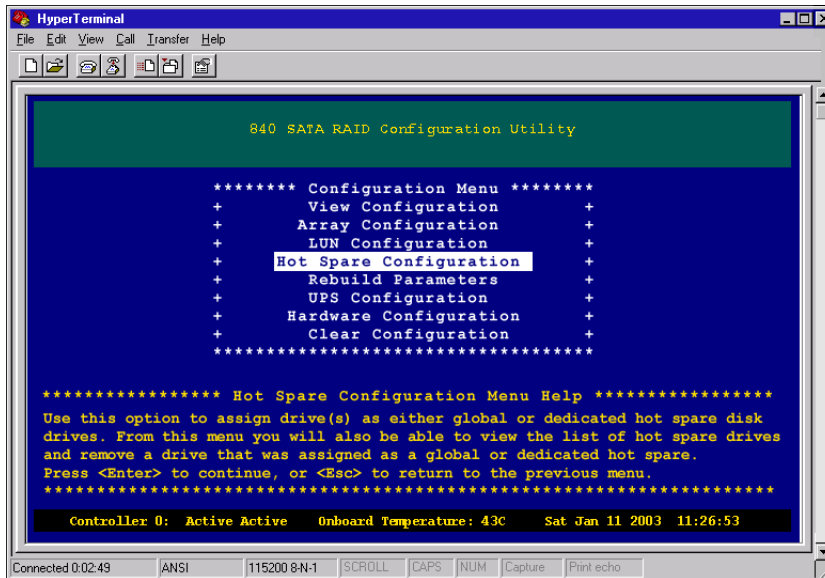 HyperTerminal
File Edit View Call Transfer Help
840 SATA RAID Configuration Utility
******** Configuration Menu ********
+ View Configuration +
+ Array Configuration +
+ LUN Configuration +
+ Hot Spare Configuration +
+ Rebuild Parameters +
+ UPS Configuration +
+ Hardware Configuration +
+ Clear Configuration +
************************************
***************** Hot Spare Configuration Menu Help *****************
Use this option to assign drive(s) as either global or dedicated hot spare disk
drives. From this menu you will also be able to view the list of hot spare drives
and remove a drive that was assigned as a global or dedicated hot spare.
Press <Enter> to continue, or <Esc> to return to the previous menu.
**********************************************************************
Controller 0: Active Active Onboard Temperature: 43C Sat Jan 11 2003 11:26:53
Connected 0:02:49 ANSI 115200 8-N-1 SCROLL CAPS NUM Capture Print echo